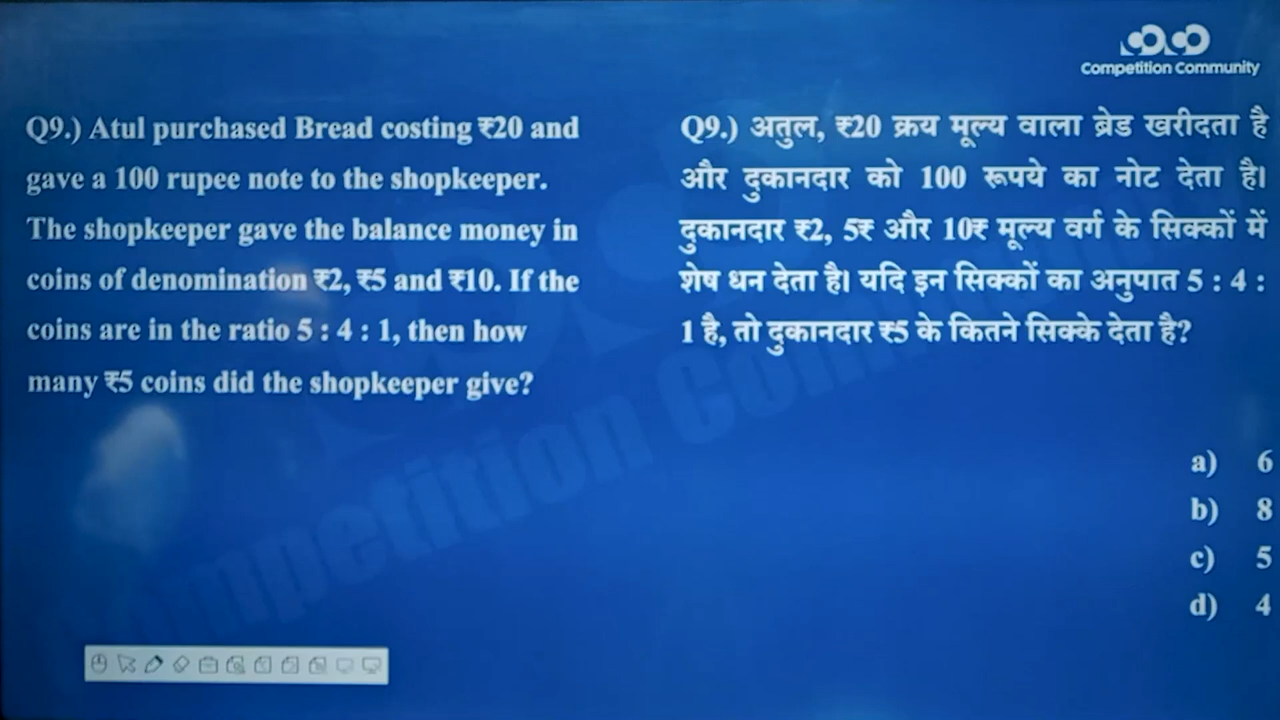 Competition Community
Q9.) Atul purchased Bread costing ₹20 and
gave a 100 rupee note to the shopkeeper.
The shopkeeper gave the balance money in
coins of denomination ₹2, ₹5 and ₹10. If the
coins are in the ratio 5 : 4 : 1, then how
many ₹5 coins did the shopkeeper give?
Q9.) अतुल, ₹20 क्रय मूल्य वाला ब्रेड खरीदता है
और दुकानदार को 100 रूपये का नोट देता है।
दुकानदार ₹2, 5₹ और 10₹ मूल्य वर्ग के सिक्कों में
शेष धन देता है। यदि इन सिक्कों का अनुपात 5 : 4 :
1 है, तो दुकानदार ₹5 के कितने सिक्के देता है?
a) 6
b) 8
c) 5
d) 4
Competition Community